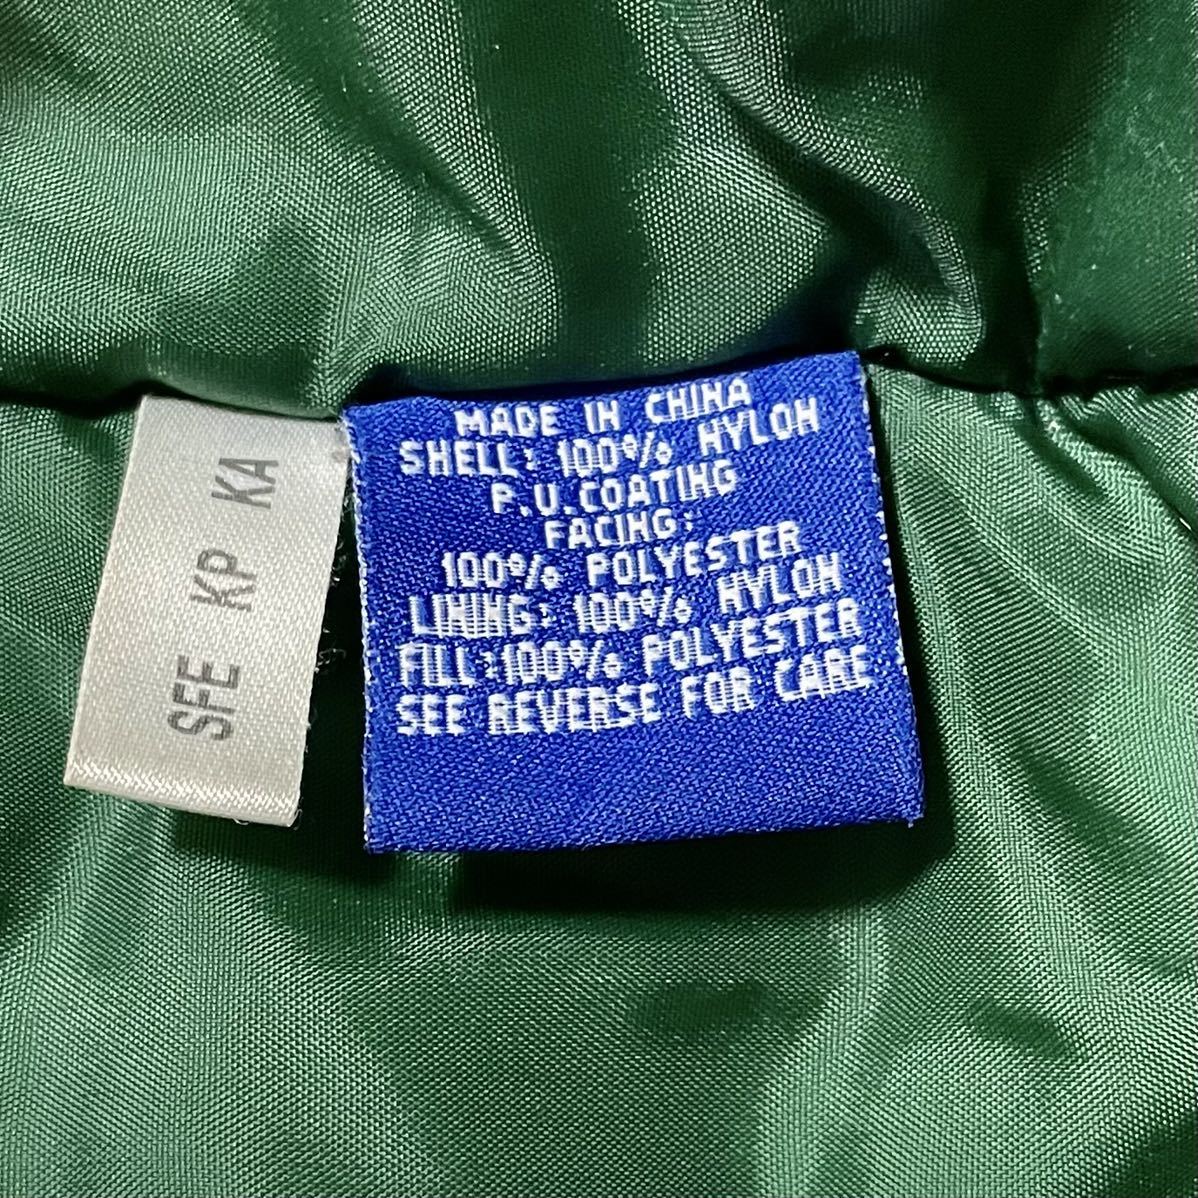 SFE KP KA
MADE IN CHINA
SHELL: 100% NYLON
P.U.COATING
FACING:
100% POLYESTER
LINING: 100% NYLON
FILL:100% POLYESTER
SEE REVERSE FOR CARE